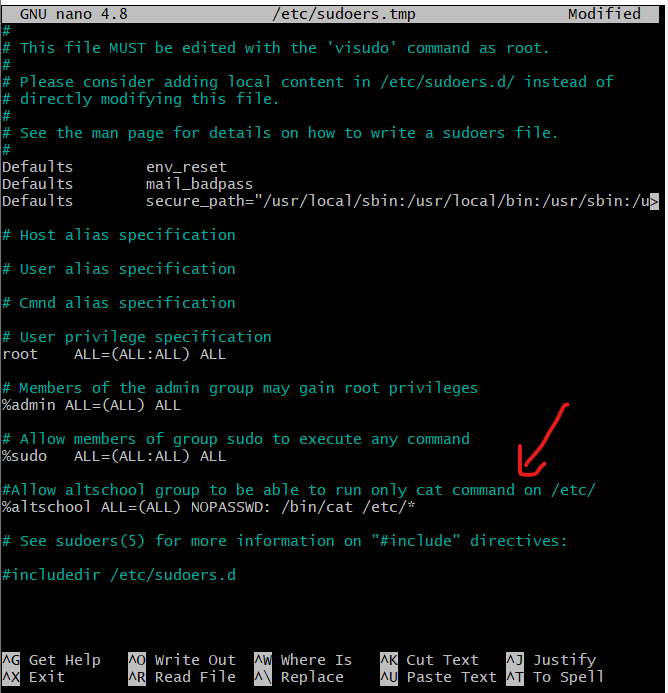 GNU nano 4.8 /etc/sudoers.tmp Modified
#
# This file MUST be edited with the 'visudo' command as root.
#
# Please consider adding local content in /etc/sudoers.d/ instead of
# directly modifying this file.
#
# See the man page for details on how to write a sudoers file.
#
Defaults env_reset
Defaults mail_badpass
Defaults secure_path="/usr/local/sbin:/usr/local/bin:/usr/sbin:/u>
# Host alias specification
# User alias specification
# Cmnd alias specification
# User privilege specification
root ALL=(ALL:ALL) ALL
# Members of the admin group may gain root privileges
%admin ALL=(ALL) ALL
# Allow members of group sudo to execute any command
%sudo ALL=(ALL:ALL) ALL
#Allow altschool group to be able to run only cat command on /etc/
%altschool ALL=(ALL) NOPASSWD: /bin/cat /etc/*
# See sudoers(5) for more information on "#include" directives:
#includedir /etc/sudoers.d
^G Get Help ^O Write Out ^W Where Is ^K Cut Text ^J Justify
^X Exit ^R Read File ^\ Replace ^U Paste Text ^T To Spell